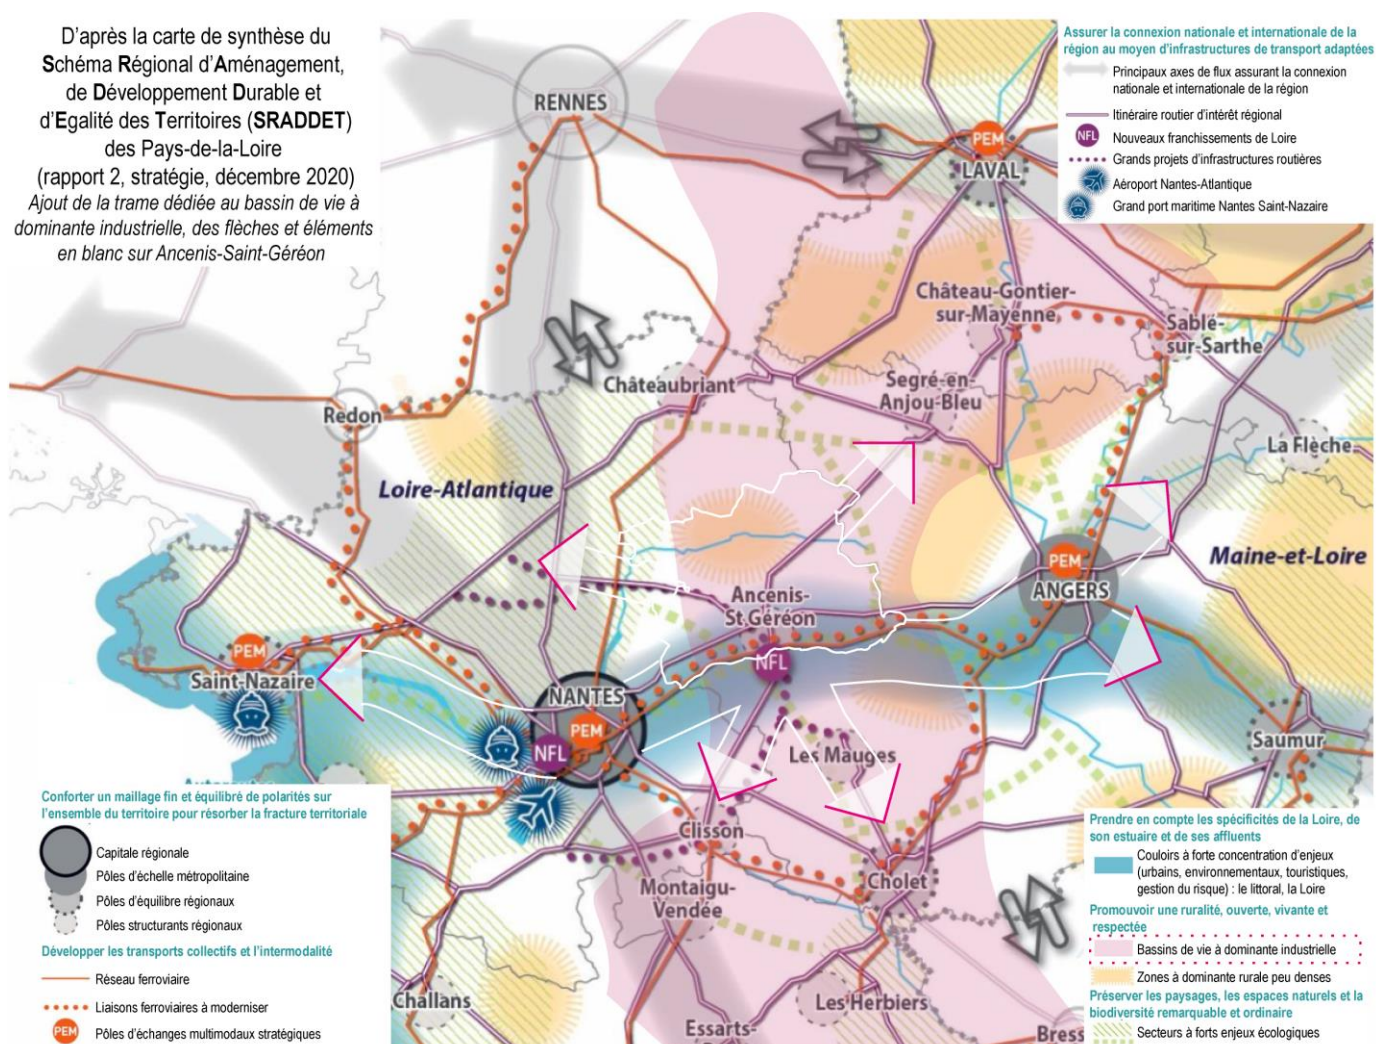 D'après la carte de synthèse du
Schéma Régional d'Aménagement,
de Développement Durable et
d'Egalité des Territoires (SRADDET)
des Pays-de-la-Loire
(rapport 2, stratégie, décembre 2020)
Ajout de la trame dédiée au bassin de vie à
dominante industrielle, des flèches et éléments
en blanc sur Ancenis-Saint-Géréon
Assurer la connexion nationale et internationale de la
région au moyen d'infrastructures de transport adaptées
Principaux axes de flux assurant la connexion
nationale et internationale de la région
Itinéraire routier d'intérêt régional
NFL
Nouveaux franchissements de Loire
Grands projets d'infrastructures routières
Aéroport Nantes-Atlantique
Grand port maritime Nantes Saint-Nazaire
RENNES
PEM
LAVAL
Château-Gontier-
sur-Mayenne
Sablé-
sur-Sarthe
Châteaubriant
Segré-en-
Anjou-Bleu
Redon
La Flèche
Loire-Atlantique
Maine-et-Loire
PEM
ANGERS
Ancenis-
St Géréon
NFL
PEM
Saint-Nazaire
NANTES
PEM
NFL
Les Mauges
Saumur
Clisson
Cholet
Montaigu-
Vendée
Challans
Les Herbiers
Essarts-
Bress
Conforter un maillage fin et équilibré de polarités sur
l'ensemble du territoire pour résorber la fracture territoriale
Capitale régionale
Pôles d'échelle métropolitaine
Pôles d'équilibre régionaux
Pôles structurants régionaux
Développer les transports collectifs et l'intermodalité
Réseau ferroviaire
Liaisons ferroviaires à moderniser
PEM
Pôles d'échanges multimodaux stratégiques
Prendre en compte les spécificités de la Loire, de
son estuaire et de ses affluents
Couloirs à forte concentration d'enjeux
(urbains, environnementaux, touristiques,
gestion du risque) : le littoral, la Loire
Promouvoir une ruralité, ouverte, vivante et
respectée
Bassins de vie à dominante industrielle
Zones à dominante rurale peu denses
Préserver les paysages, les espaces naturels et la
biodiversité remarquable et ordinaire
Secteurs à forts enjeux écologiques